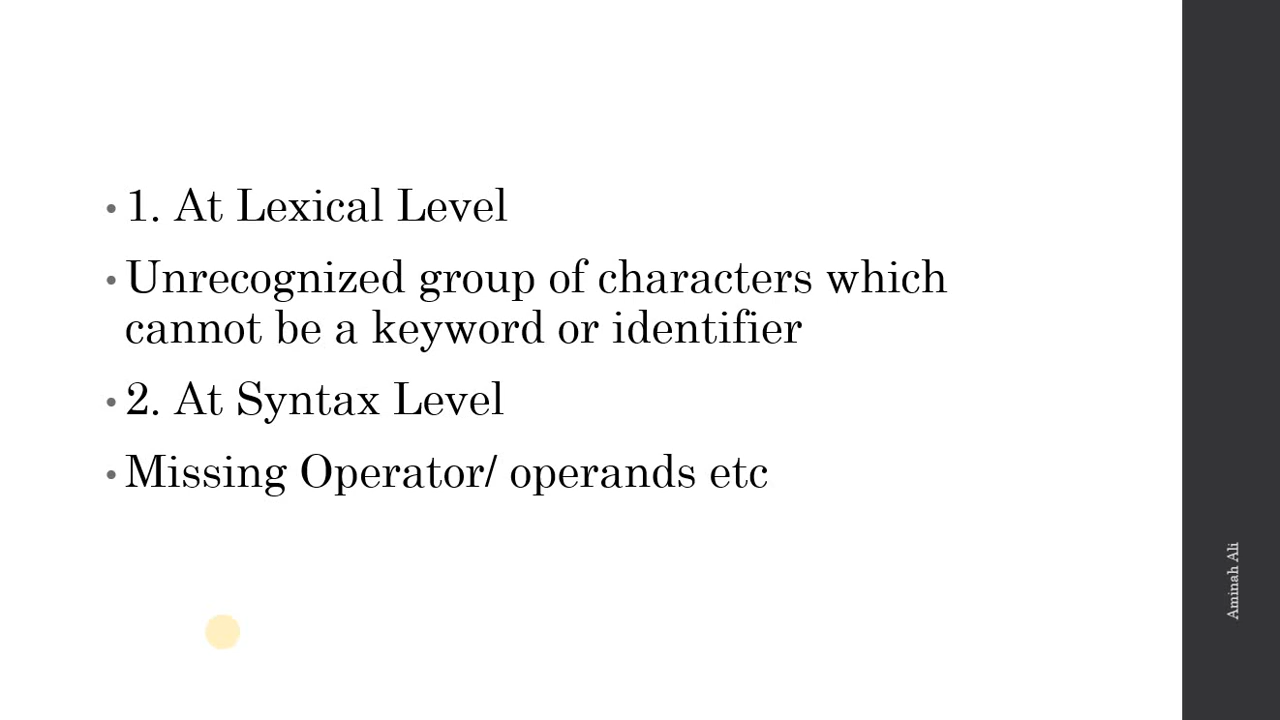 • 1. At Lexical Level
• Unrecognized group of characters which
cannot be a keyword or identifier
• 2. At Syntax Level
• Missing Operator/ operands etc
Aminah Ali